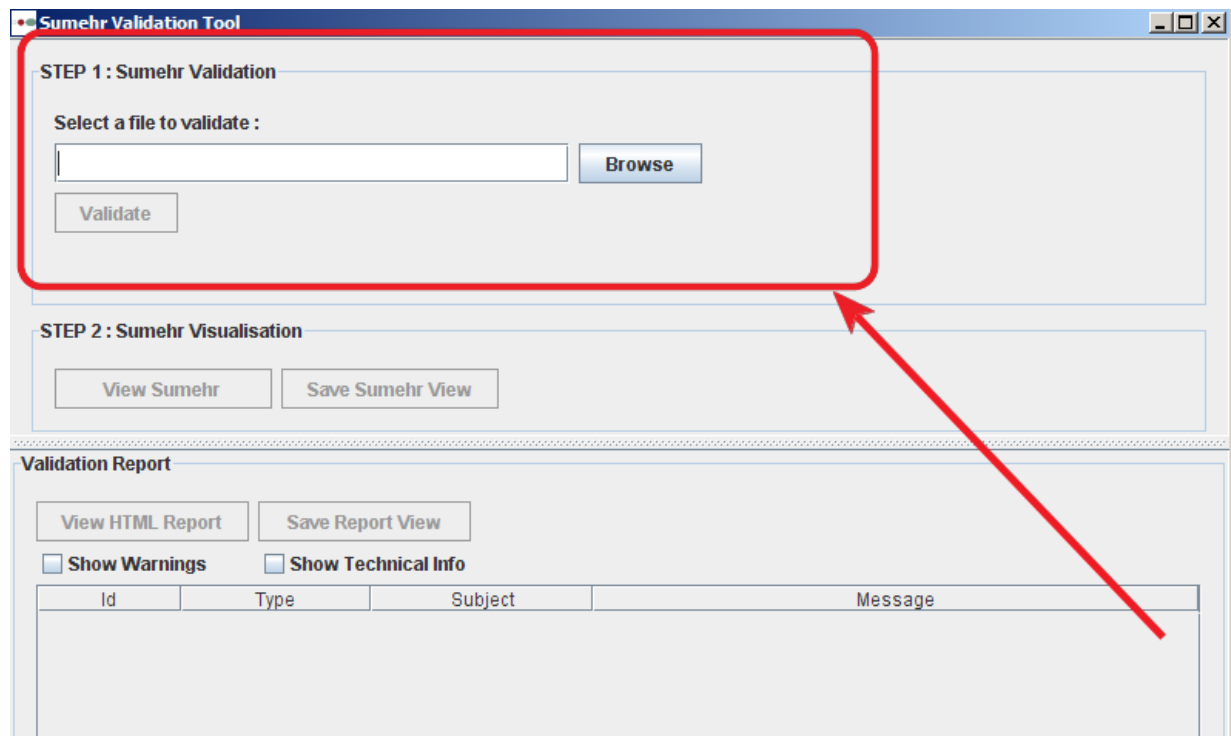 Sumehr Validation Tool
STEP 1 : Sumehr Validation
Select a file to validate :
Browse
Validate
STEP 2 : Sumehr Visualisation
View Sumehr Save Sumehr View
Validation Report
View HTML Report Save Report View
Show Warnings Show Technical Info
Id Type Subject Message